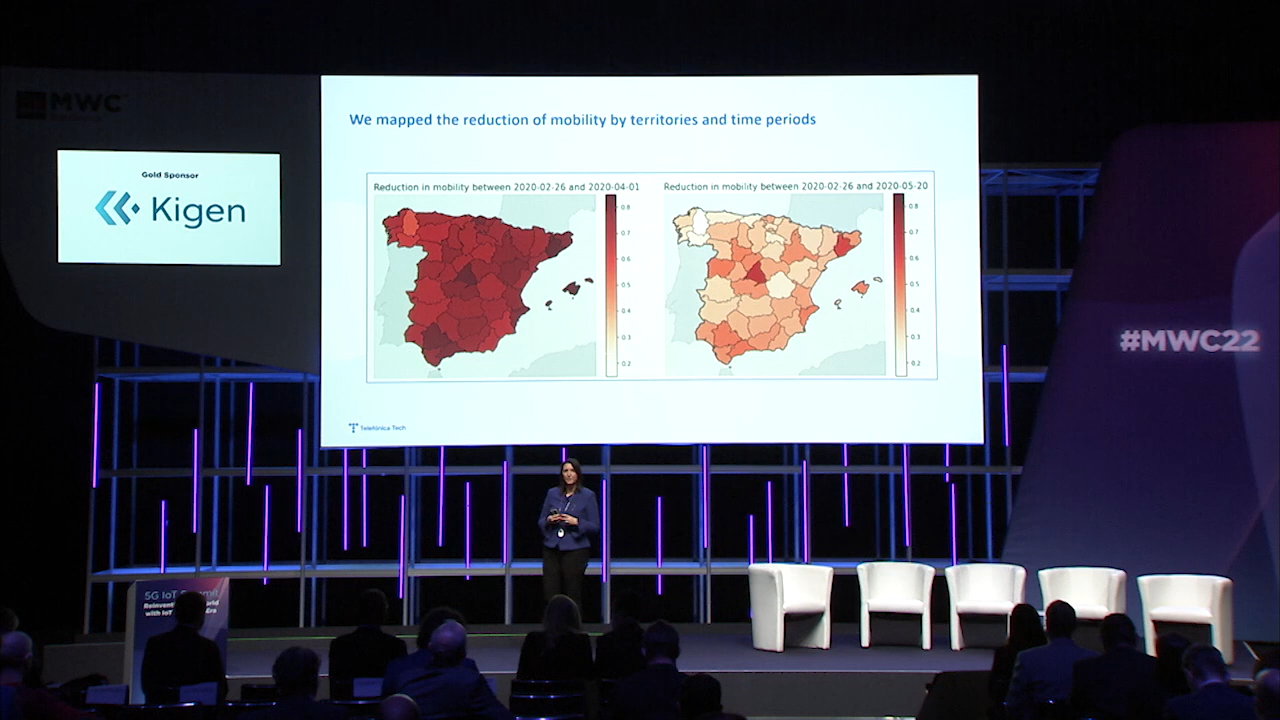 MWC
Gold Sponsor
Kigen
We mapped the reduction of mobility by territories and time periods
Reduction in mobility between 2020-02-26 and 2020-04-01
0.8
0.7
0.6
0.5
0.4
0.3
0.2
Reduction in mobility between 2020-02-26 and 2020-05-20
0.8
0.7
0.6
0.5
0.4
0.3
0.2
Telefónica Tech
#MWC22
5G IoT
with IoT